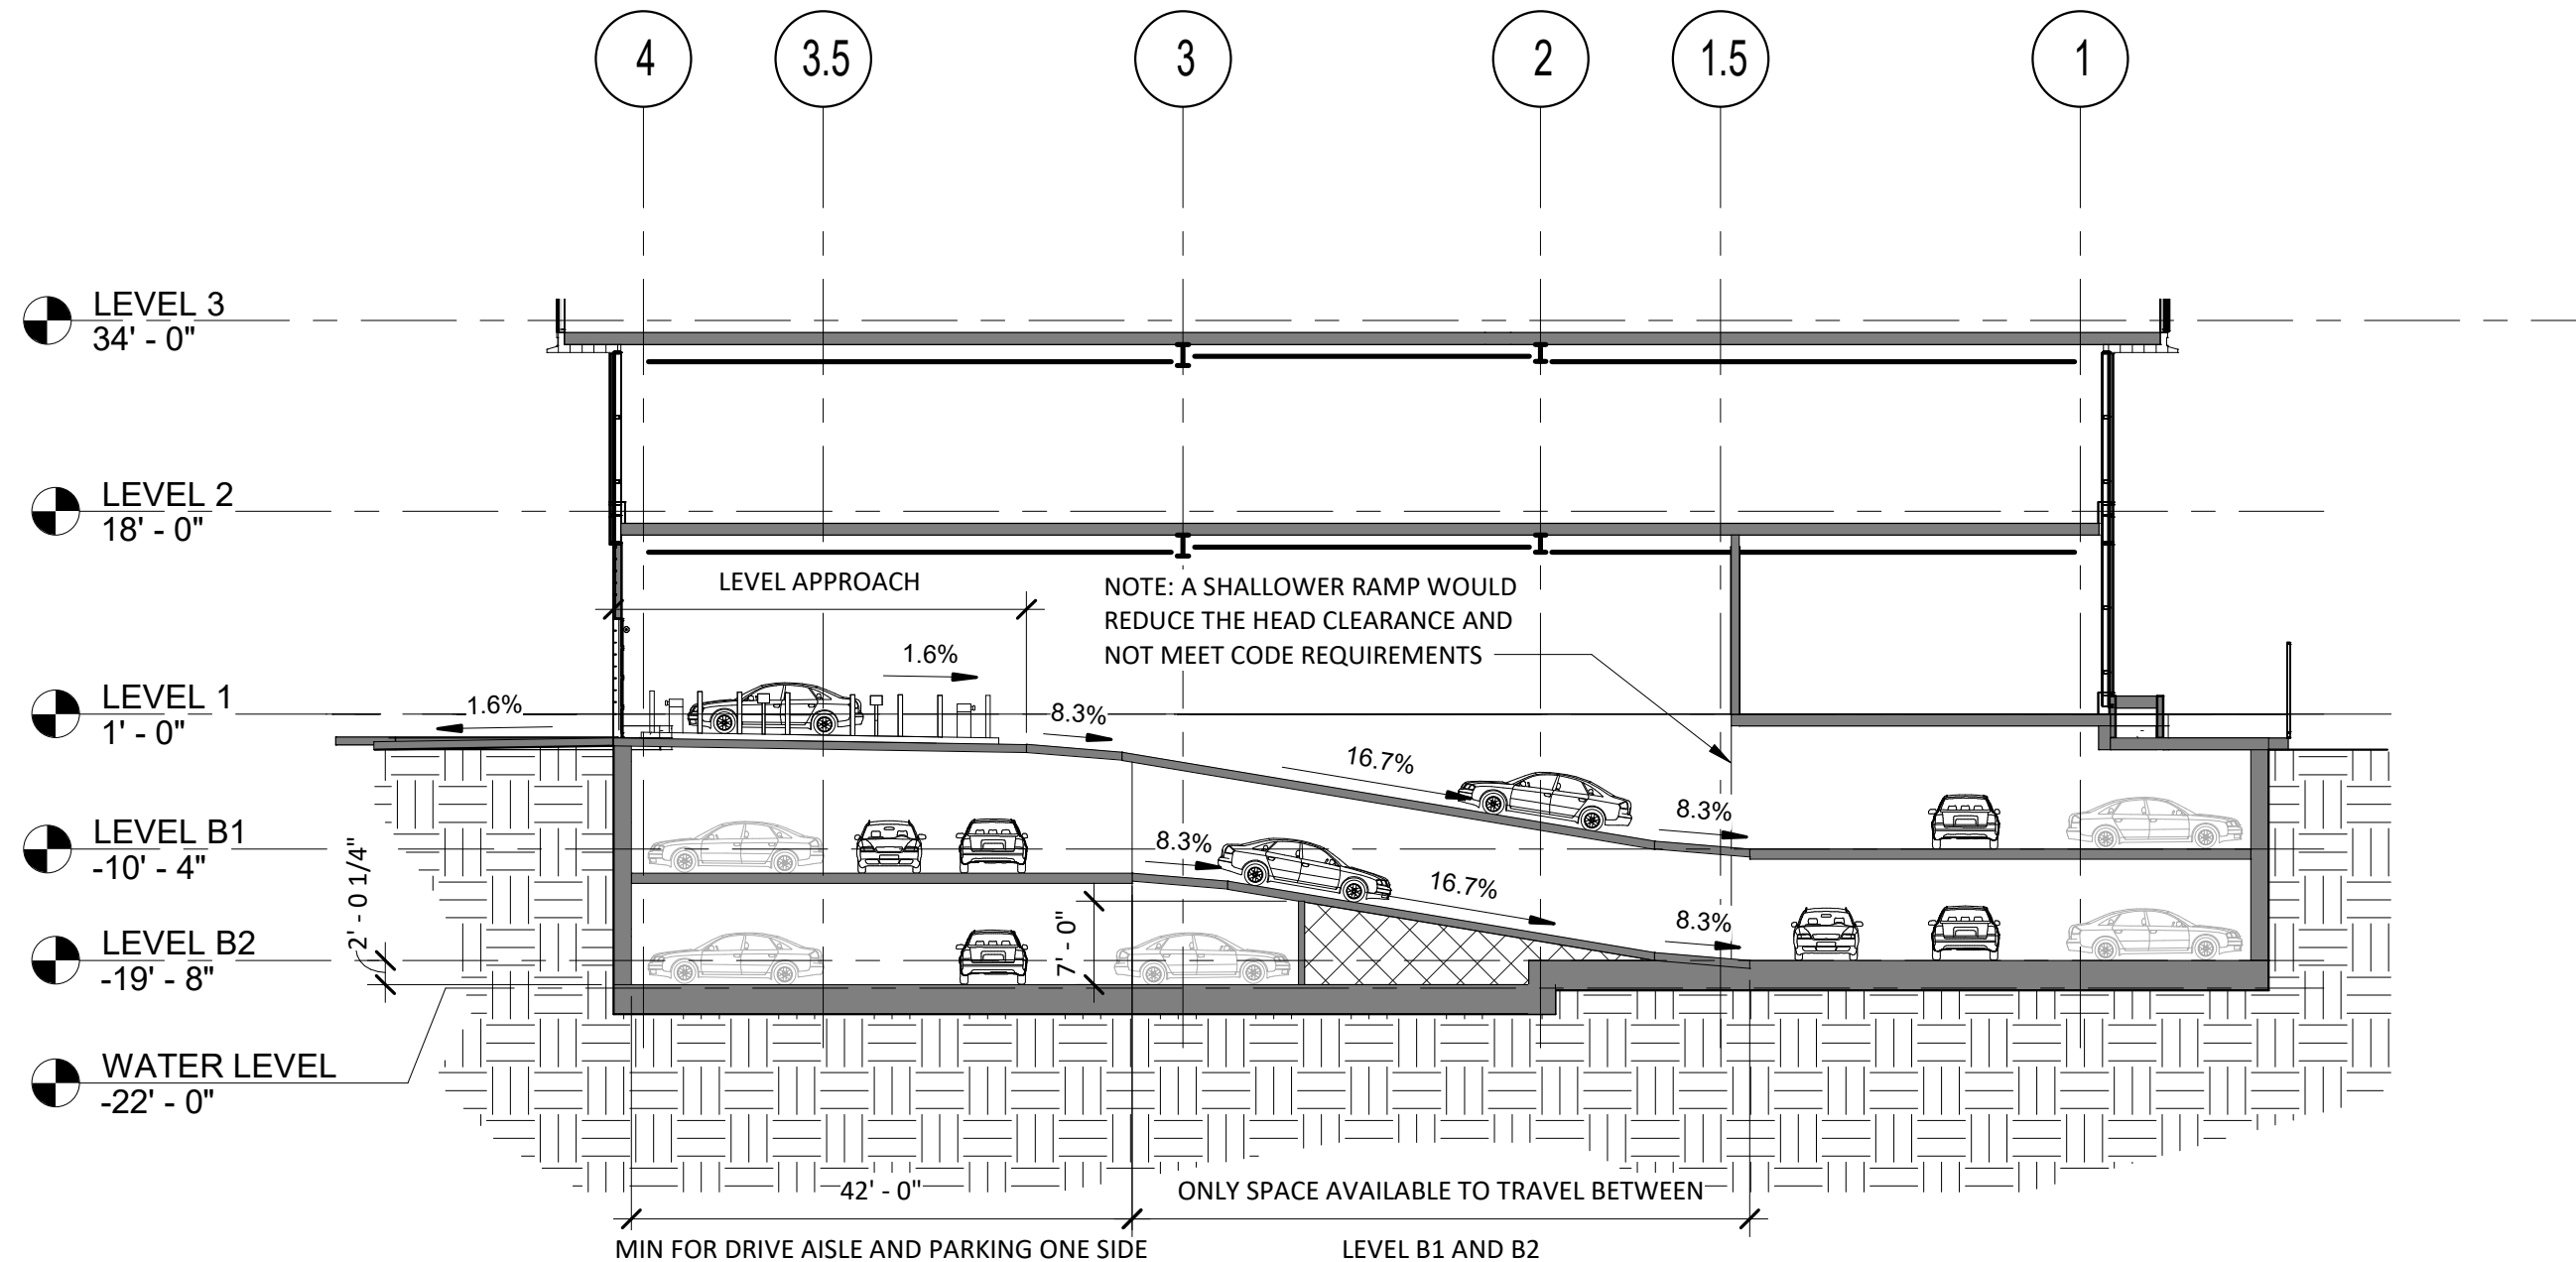 4
3.5
3
2
1.5
1
LEVEL 3
34' - 0"
LEVEL 2
18' - 0"
LEVEL APPROACH
NOTE: A SHALLOWER RAMP WOULD
REDUCE THE HEAD CLEARANCE AND
NOT MEET CODE REQUIREMENTS
1.6%
LEVEL 1
1' - 0"
1.6%
8.3%
16.7%
8.3%
LEVEL B1
-10' - 4"
8.3%
16.7%
8.3%
2' - 0 1/4"
7' - 0"
LEVEL B2
-19' - 8"
WATER LEVEL
-22' - 0"
42' - 0"
MIN FOR DRIVE AISLE AND PARKING ONE SIDE
ONLY SPACE AVAILABLE TO TRAVEL BETWEEN
LEVEL B1 AND B2